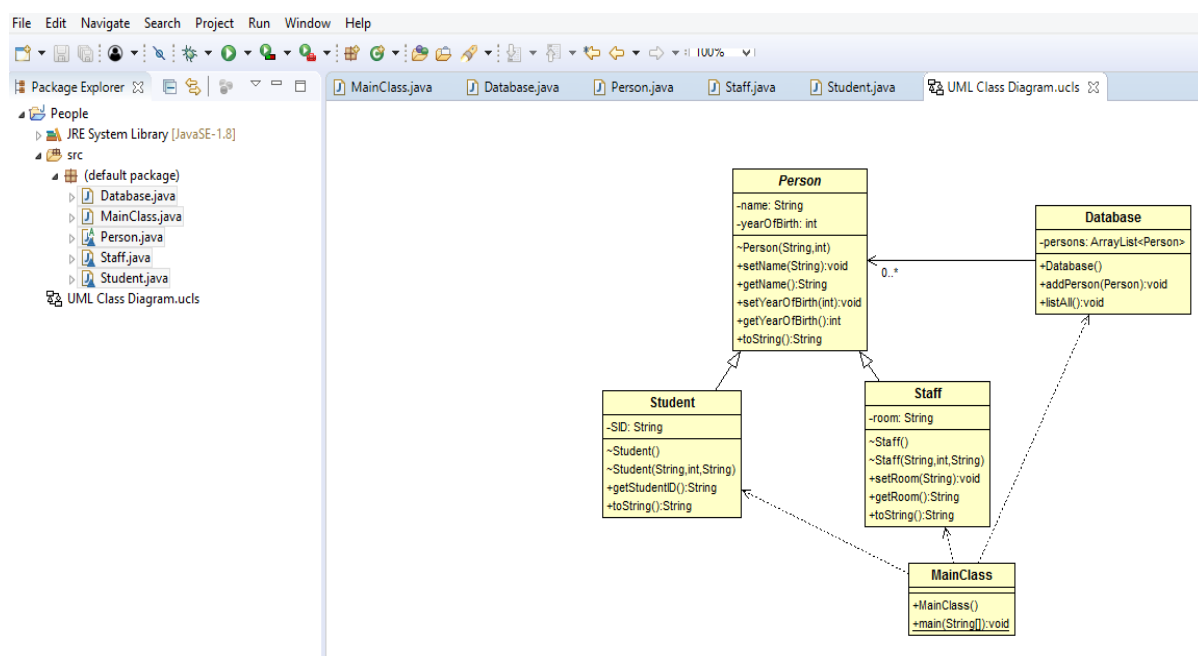 File Edit Navigate Search Project Run Window Help
100%
Package Explorer
People
JRE System Library [JavaSE-1.8]
src
(default package)
Database.java
MainClass.java
Person.java
Staff.java
Student.java
UML Class Diagram.ucls
MainClass.java Database.java Person.java Staff.java Student.java UML Class Diagram.ucls
Person
-name: String
-yearOfBirth: int
~Person(String,int)
+setName(String):void
+getName():String
+setYearOfBirth(int):void
+getYearOfBirth():int
+toString():String
0..*
Database
-persons: ArrayList<Person>
+Database()
+addPerson(Person):void
+listAll():void
Student
-SID: String
~Student()
~Student(String,int,String)
+getStudentID():String
+toString():String
Staff
-room: String
~Staff()
~Staff(String,int,String)
+setRoom(String):void
+getRoom():String
+toString():String
MainClass
+MainClass()
+main(String[]):void